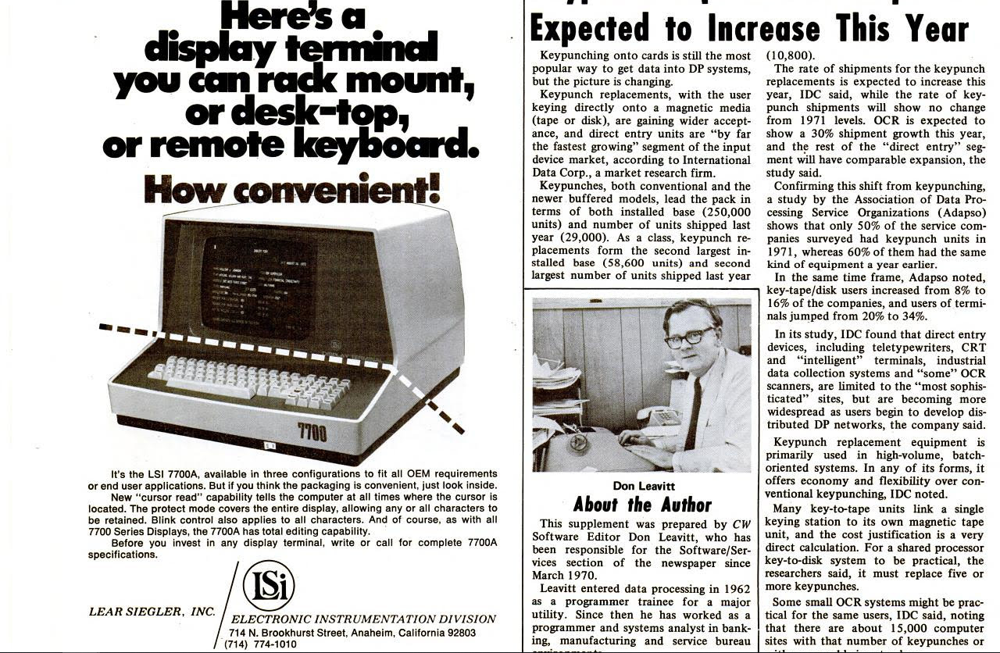 Here's a
display terminal
you can rack mount,
or desk-top,
or remote keyboard.
How convenient!
7700
It's the LSI 7700A, available in three configurations to fit all OEM requirements
or end user applications. But if you think the packaging is convenient, just look inside.
New "cursor read" capability tells the computer at all times where the cursor is
located. The protect mode covers the entire display, allowing any or all characters to
be retained. Blink control also applies to all characters. And of course, as with all
7700 Series Displays, the 7700A has total editing capability.
Before you invest in any display terminal, write or call for complete 7700A
specifications.
LEAR SIEGLER, INC.
LSi
ELECTRONIC INSTRUMENTATION DIVISION
714 N. Brookhurst Street, Anaheim, California 92803
(714) 774-1010
Expected to Increase This Year
Keypunching onto cards is still the most
popular way to get data into DP systems,
but the picture is changing.
Keypunch replacements, with the user
keying directly onto a magnetic media
(tape or disk), are gaining wider accept-
ance, and direct entry units are "by far
the fastest growing" segment of the input
device market, according to International
Data Corp., a market research firm.
Keypunches, both conventional and the
newer buffered models, lead the pack in
terms of both installed base (250,000
units) and number of units shipped last
year (29,000). As a class, keypunch re-
placements form the second largest in-
stalled base (58,600 units) and second
largest number of units shipped last year
Don Leavitt
About the Author
This supplement was prepared by CW
Software Editor Don Leavitt, who has
been responsible for the Software/Ser-
vices section of the newspaper since
March 1970.
Leavitt entered data processing in 1962
as a programmer trainee for a major
utility. Since then he has worked as a
programmer and systems analyst in bank-
ing, manufacturing and service bureau
(10,800).
The rate of shipments for the keypunch
replacements is expected to increase this
year, IDC said, while the rate of key-
punch shipments will show no change
from 1971 levels. OCR is expected to
show a 30% shipment growth this year,
and the rest of the "direct entry" seg-
ment will have comparable expansion, the
study said.
Confirming this shift from keypunching,
a study by the Association of Data Pro-
cessing Service Organizations (Adapso)
shows that only 50% of the service com-
panies surveyed had keypunch units in
1971, whereas 60% of them had the same
kind of equipment a year earlier.
In the same time frame, Adapso noted,
key-tape/disk users increased from 8% to
16% of the companies, and users of termi-
nals jumped from 20% to 34%.
In its study, IDC found that direct entry
devices, including teletypewriters, CRT
and "intelligent" terminals, industrial
data collection systems and "some" OCR
scanners, are limited to the "most sophis-
ticated" sites, but are becoming more
widespread as users begin to develop dis-
tributed DP networks, the company said.
Keypunch replacement equipment is
primarily used in high-volume, batch-
oriented systems. In any of its forms, it
offers economy and flexibility over con-
ventional keypunching, IDC noted.
Many key-to-tape units link a single
keying station to its own magnetic tape
unit, and the cost justification is a very
direct calculation. For a shared processor
key-to-disk system to be practical, the
researchers said, it must replace five or
more keypunches.
Some small OCR systems might be prac-
tical for the same users, IDC said, noting
that there are about 15,000 computer
sites with that number of keypunches or